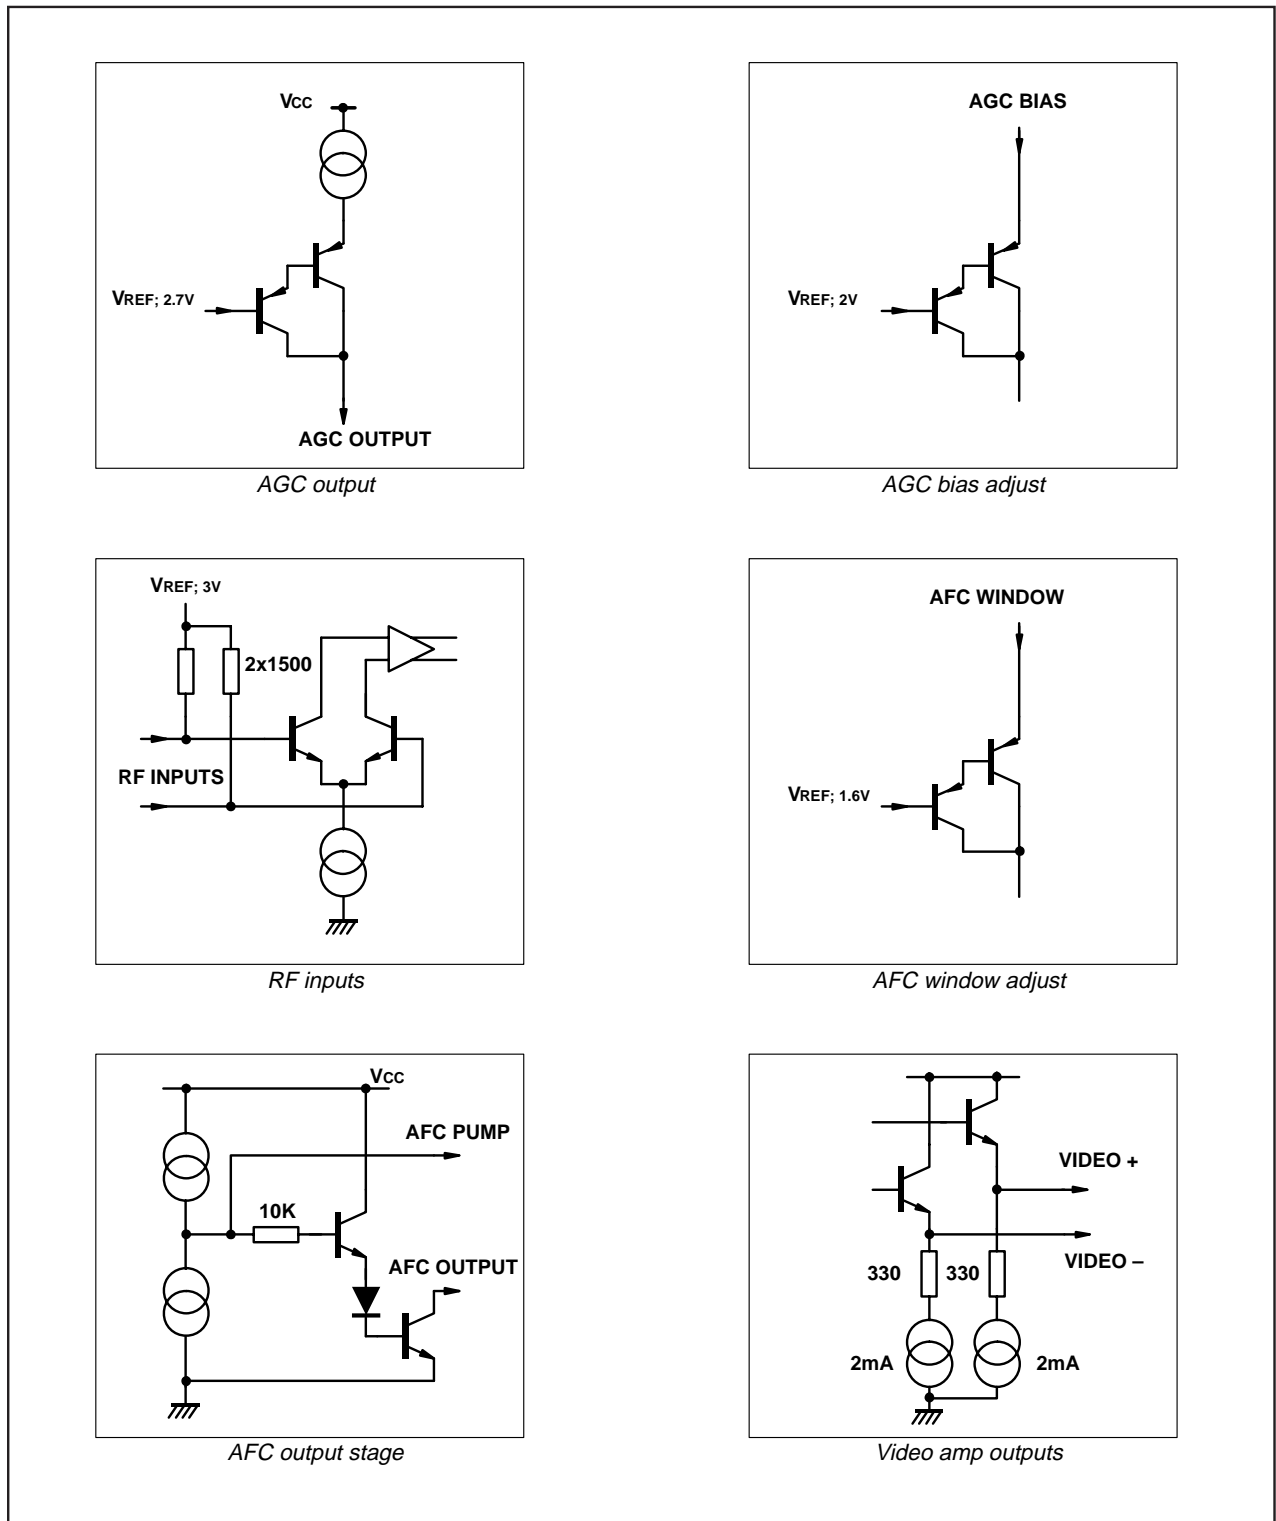 VCC
VREF; 2.7V
AGC OUTPUT
AGC output
AGC BIAS
VREF; 2V
AGC bias adjust
VREF; 3V
2x1500
RF INPUTS
RF inputs
AFC WINDOW
VREF; 1.6V
AFC window adjust
VCC
AFC PUMP
10K
AFC OUTPUT
AFC output stage
VIDEO +
VIDEO –
330 330
2mA 2mA
Video amp outputs